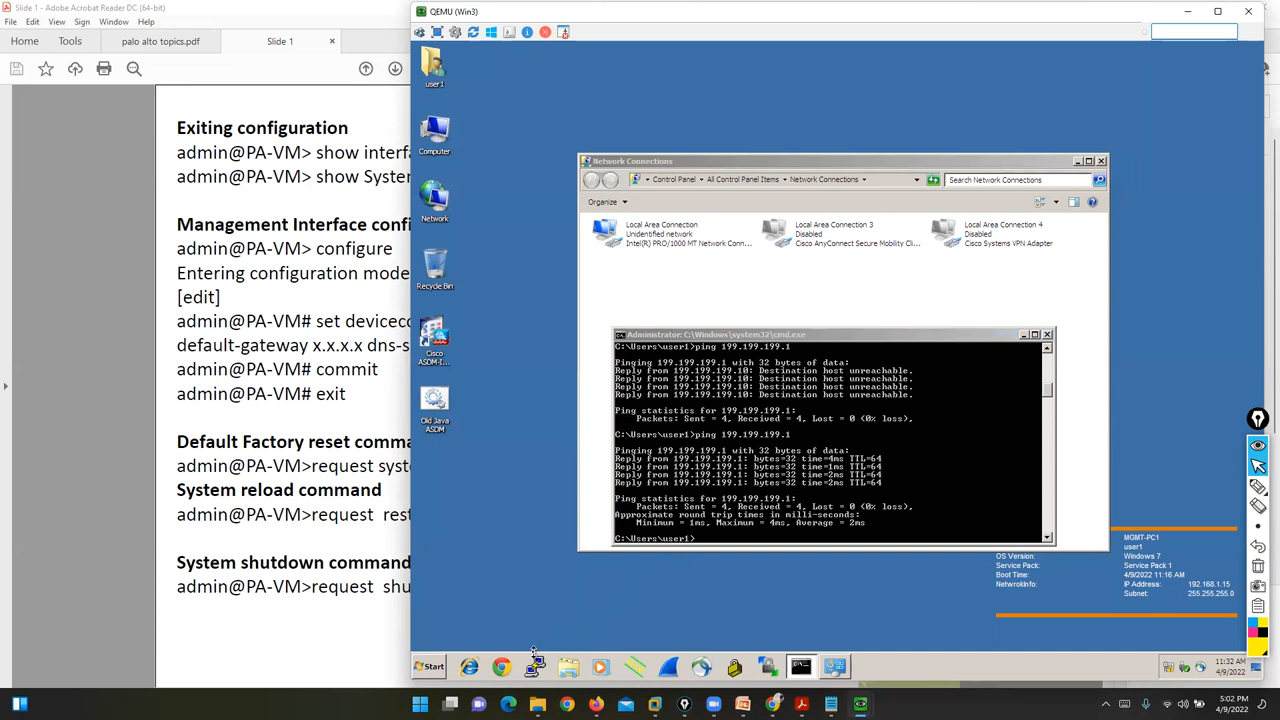 Slide 1 - Adobe Acrobat Reader DC (64-bit)
File Edit View Sign Window Help
Home Tools palo alto topics.pdf Slide 1 ×
Exiting configuration
admin@PA-VM> show interfa
admin@PA-VM> show System
Management Interface confi
admin@PA-VM> configure
Entering configuration mode
[edit]
admin@PA-VM# set deviceco
default-gateway x.x.x.x dns-s
admin@PA-VM# commit
admin@PA-VM# exit
Default Factory reset comma
admin@PA-VM>request syste
System reload command
admin@PA-VM>request rest
System shutdown command
admin@PA-VM>request shu
QEMU (Win3)
user1
Computer
Network
Recycle Bin
Cisco
ASDM-I...
Old Java
ASDM
Network Connections
Control Panel All Control Panel Items Network Connections
Search Network Connections
Organize
Local Area Connection
Unidentified network
Intel(R) PRO/1000 MT Network Conn...
Local Area Connection 3
Disabled
Cisco AnyConnect Secure Mobility Cli...
Local Area Connection 4
Disabled
Cisco Systems VPN Adapter
Administrator: C:\Windows\system32\cmd.exe
C:\Users\user1>ping 199.199.199.1
Pinging 199.199.199.1 with 32 bytes of data:
Reply from 199.199.199.10: Destination host unreachable.
Reply from 199.199.199.10: Destination host unreachable.
Reply from 199.199.199.10: Destination host unreachable.
Reply from 199.199.199.10: Destination host unreachable.
Ping statistics for 199.199.199.1:
Packets: Sent = 4, Received = 4, Lost = 0 (0% loss),
C:\Users\user1>ping 199.199.199.1
Pinging 199.199.199.1 with 32 bytes of data:
Reply from 199.199.199.1: bytes=32 time=4ms TTL=64
Reply from 199.199.199.1: bytes=32 time=1ms TTL=64
Reply from 199.199.199.1: bytes=32 time=2ms TTL=64
Reply from 199.199.199.1: bytes=32 time=2ms TTL=64
Ping statistics for 199.199.199.1:
Packets: Sent = 4, Received = 4, Lost = 0 (0% loss),
Approximate round trip times in milli-seconds:
Minimum = 1ms, Maximum = 4ms, Average = 2ms
C:\Users\user1>
MGMT-PC1
user1
OS Version: Windows 7
Service Pack: Service Pack 1
Boot Time: 4/9/2022 11:16 AM
NetwrokInfo: IP Address: 192.168.1.15
Subnet: 255.255.255.0
Start
11:32 AM
4/9/2022
5:02 PM
4/9/2022